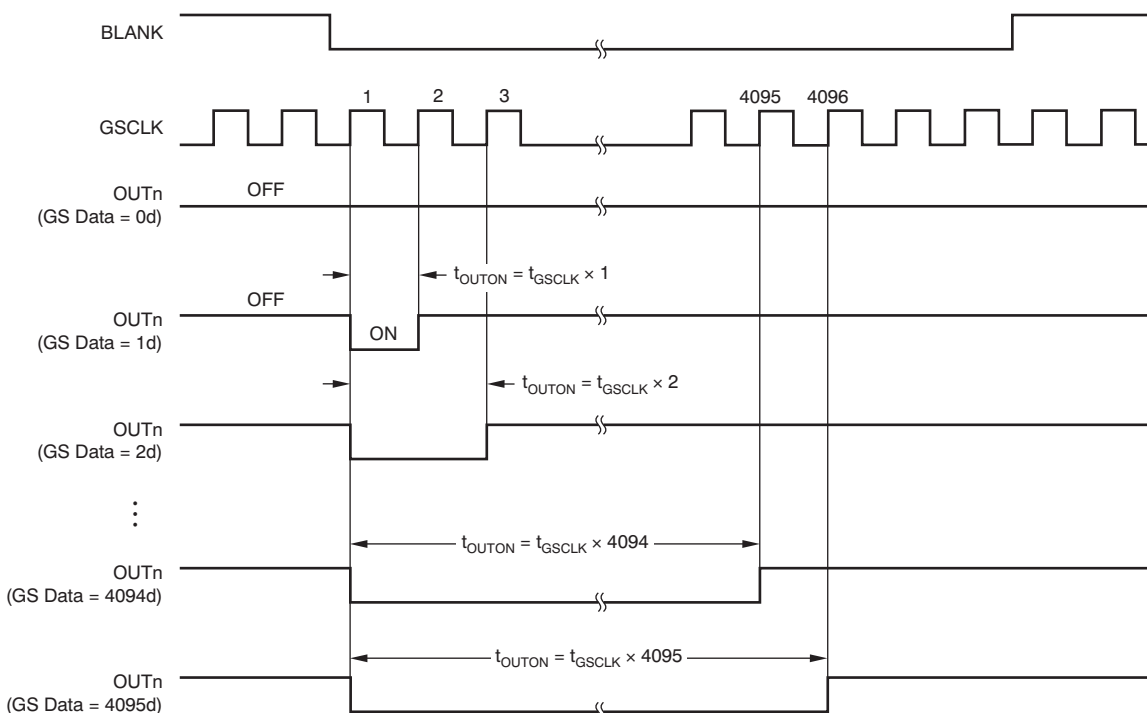 BLANK
1 2 3 4095 4096
GSCLK
OFF
OUTn
(GS Data = 0d)
tOUTON = tGSCLK × 1
OFF
OUTn
(GS Data = 1d)
ON
tOUTON = tGSCLK × 2
OUTn
(GS Data = 2d)
tOUTON = tGSCLK × 4094
OUTn
(GS Data = 4094d)
tOUTON = tGSCLK × 4095
OUTn
(GS Data = 4095d)